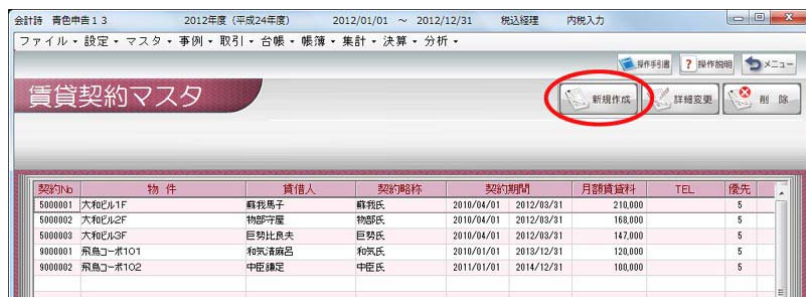 会計詩 青色申告13 2012年度（平成24年度） 2012/01/01 ～ 2012/12/31 税込経理 内税入力
ファイル・設定・マスタ・事例・取引・台帳・帳簿・集計・決算・分析・
操作手引書 ? 操作説明 メニュー
賃貸契約マスタ 新規作成 詳細変更 削 除
契約No 物 件 賃借人 契約略称 契約期間 月額賃貸料 TEL 優先
5000001 大和ビル1F 蘇我馬子 蘇我氏 2010/04/01 2012/03/31 210,000 5
5000002 大和ビル2F 物部守屋 物部氏 2010/04/01 2012/03/31 168,000 5
5000003 大和ビル3F 巨勢比良夫 巨勢氏 2010/04/01 2012/03/31 147,000 5
9000001 飛鳥コーポ101 和気清麻呂 和気氏 2010/01/01 2013/12/31 120,000 5
9000002 飛鳥コーポ102 中臣鎌足 中臣氏 2011/01/01 2014/12/31 100,000 5